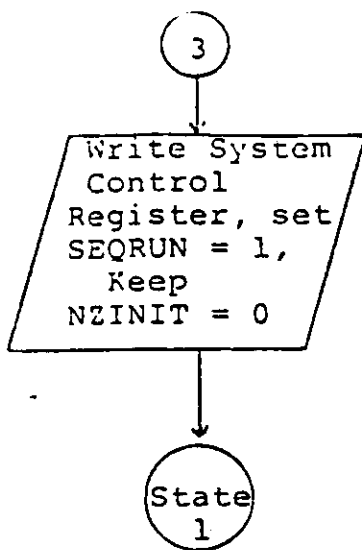 3
Write System
Control
Register, set
SEQRUN = 1,
Keep
NZINIT = 0
State
1